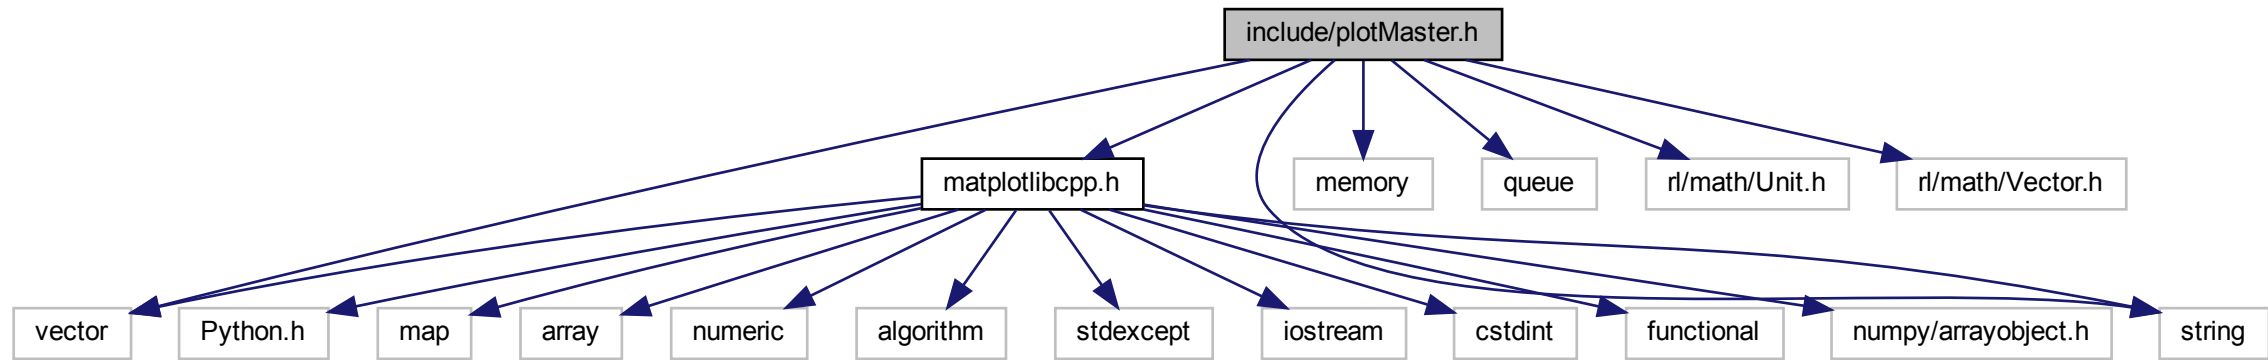 include/plotMaster.h
matplotlibcpp.h
memory
queue
rl/math/Unit.h
rl/math/Vector.h
vector
Python.h
map
array
numeric
algorithm
stdexcept
iostream
cstdint
functional
numpy/arrayobject.h
string